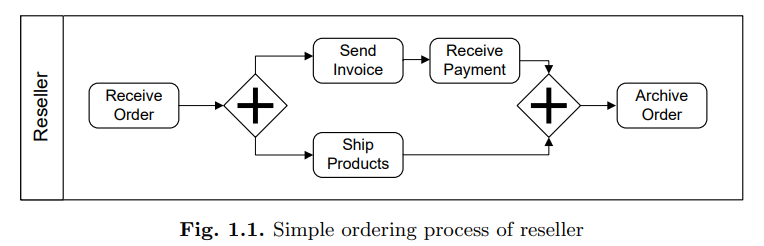 Reseller
Receive
Order
Send
Invoice
Receive
Payment
Ship
Products
Archive
Order
Fig. 1.1. Simple ordering process of reseller